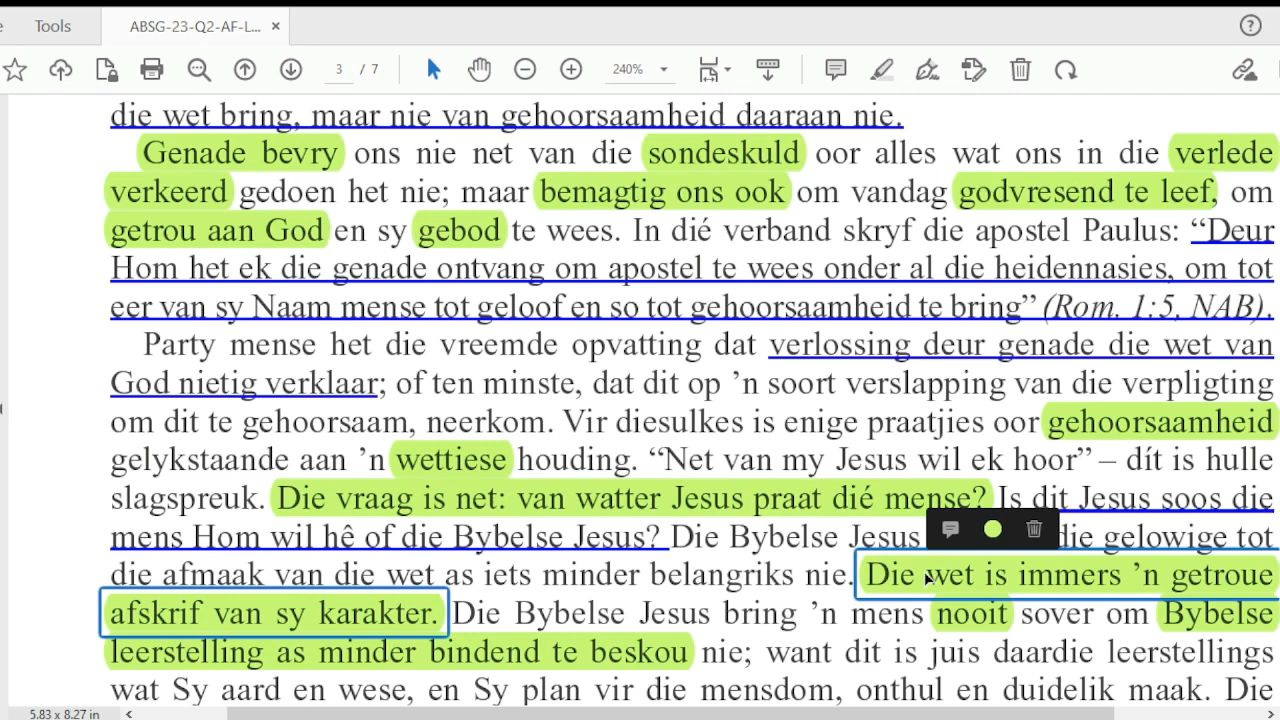 e Tools ABSG-23-Q2-AF-L... ×
3 / 7 240%
die wet bring, maar nie van gehoorsaamheid daaraan nie.
Genade bevry ons nie net van die sondeskuld oor alles wat ons in die verlede
verkeerd gedoen het nie; maar bemagtig ons ook om vandag godvresend te leef, om
getrou aan God en sy gebod te wees. In dié verband skryf die apostel Paulus: “Deur
Hom het ek die genade ontvang om apostel te wees onder al die heidennasies, om tot
eer van sy Naam mense tot geloof en so tot gehoorsaamheid te bring” (Rom. 1:5, NAB).
Party mense het die vreemde opvatting dat verlossing deur genade die wet van
God nietig verklaar; of ten minste, dat dit op ’n soort verslapping van die verpligting
om dit te gehoorsaam, neerkom. Vir diesulkes is enige praatjies oor gehoorsaamheid
gelykstaande aan ’n wettiese houding. “Net van my Jesus wil ek hoor” – dít is hulle
slagspreuk. Die vraag is net: van watter Jesus praat dié mense? Is dit Jesus soos die
mens Hom wil hê of die Bybelse Jesus? Die Bybelse Jesus die gelowige tot
die afmaak van die wet as iets minder belangriks nie. Die wet is immers ’n getroue
afskrif van sy karakter. Die Bybelse Jesus bring ’n mens nooit sover om Bybelse
leerstelling as minder bindend te beskou nie; want dit is juis daardie leerstellings
wat Sy aard en wese, en Sy plan vir die mensdom, onthul en duidelik maak. Die
5.83 x 8.27 in